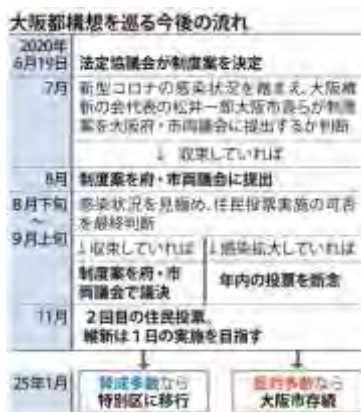 大阪都構想を巡る今後の流れ
2020年
6月19日 法定協議会が制度案を決定
7月 新型コロナの感染状況を踏まえ、大阪維
新の会代表の松井一郎大阪市長らが制度
案を大阪府・市両議会に提出するか判断
↓ 収束していれば
8月 制度案を府・市両議会に提出
8月下旬
〜
9月上旬
感染状況を見極め、住民投票実施の可否
を最終判断
↓収束していれば
制度案を府・市
両議会で議決
↓感染拡大していれば
年内の投票を断念
11月 2回目の住民投票。
維新は1日の実施を目指す
25年1月
賛成多数なら
特別区に移行
反対多数なら
大阪市存続